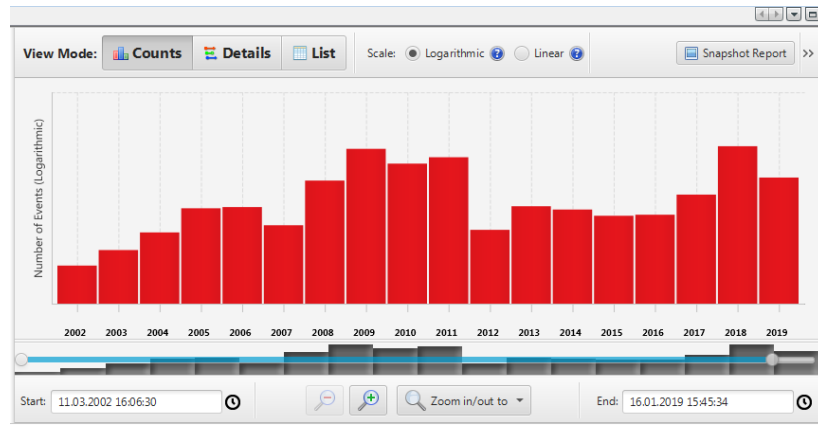 View Mode: Counts Details List Scale: Logarithmic ? Linear ? Snapshot Report >>
Number of Events (Logarithmic)
2002 2003 2004 2005 2006 2007 2008 2009 2010 2011 2012 2013 2014 2015 2016 2017 2018 2019
Start: 11.03.2002 16:06:30 Zoom in/out to End: 16.01.2019 15:45:34